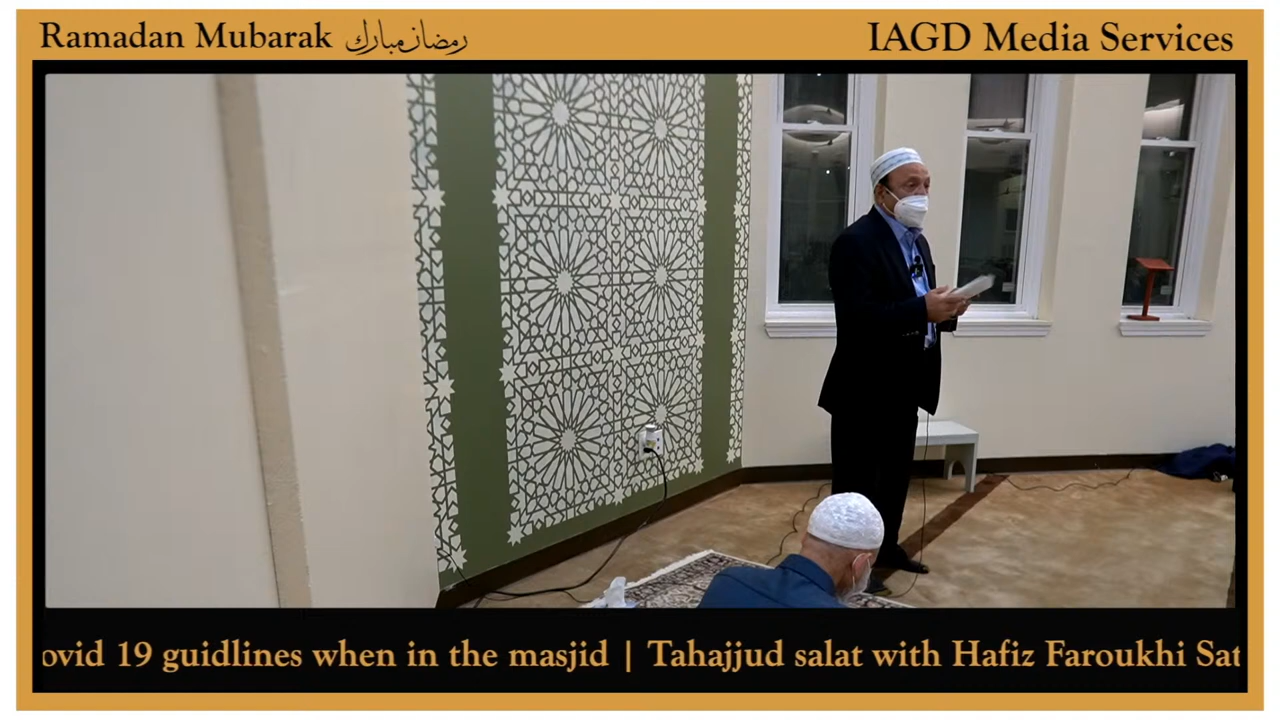 Ramadan Mubarak رمضان مبارك
IAGD Media Services
ovid 19 guidlines when in the masjid | Tahajjud salat with Hafiz Faroukhi Sat